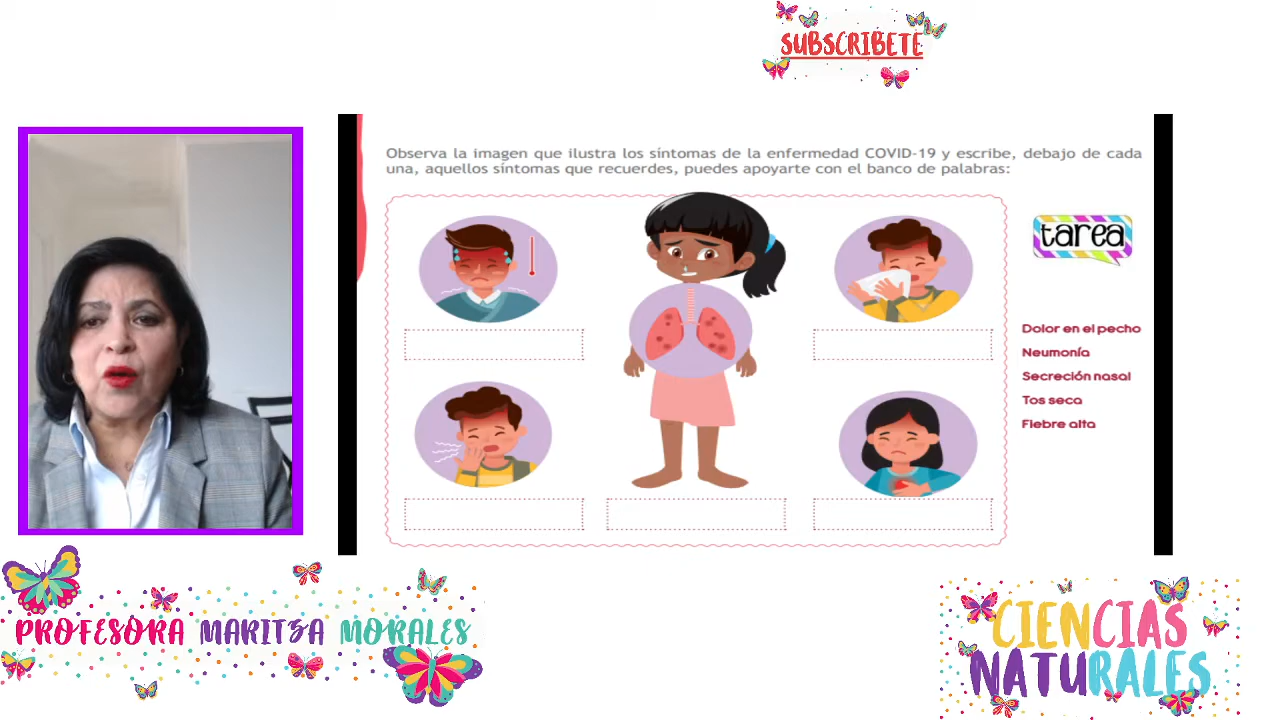 SUBSCRIBETE
Observa la imagen que ilustra los síntomas de la enfermedad COVID-19 y escribe, debajo de cada
una, aquellos síntomas que recuerdes, puedes apoyarte con el banco de palabras:
tarea
Dolor en el pecho
Neumonía
Secreción nasal
Tos seca
Fiebre alta
PROFESORA MARITZA MORALES
CIENCIAS
NATURALES